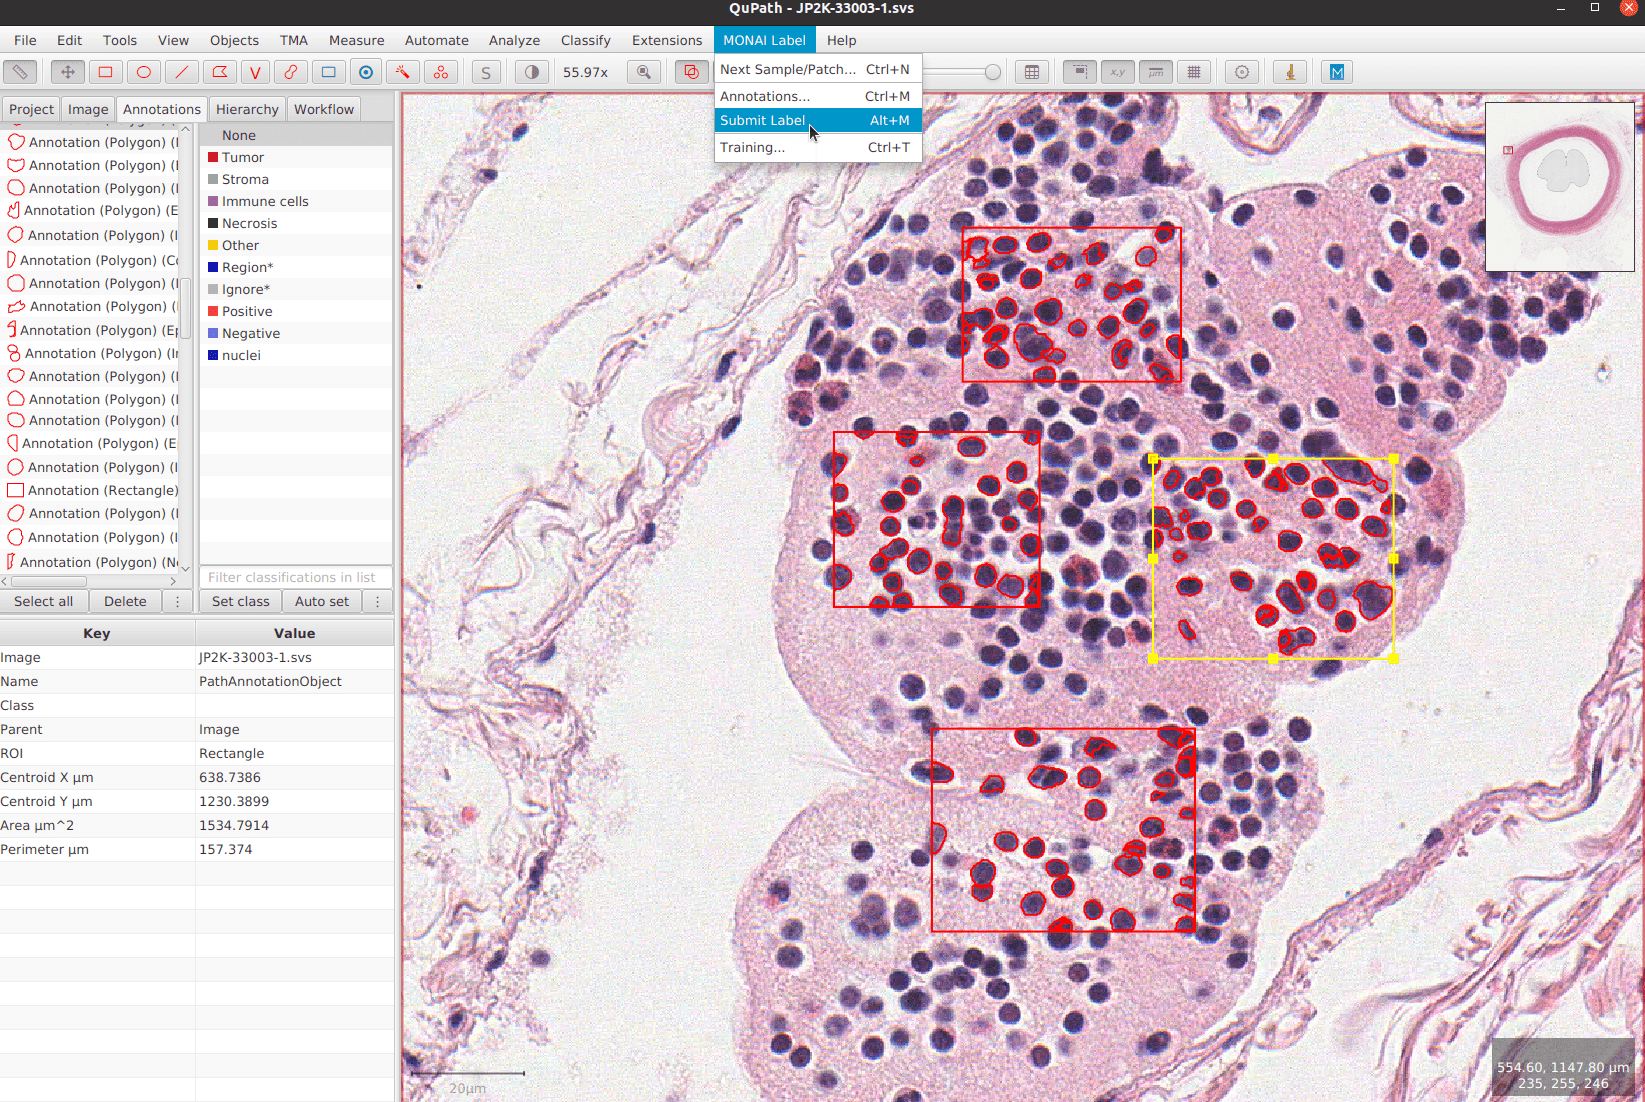 QuPath - JP2K-33003-1.svs
File Edit Tools View Objects TMA Measure Automate Analyze Classify Extensions MONAI Label Help
55.97x
S
x,y
µm
M
Next Sample/Patch... Ctrl+N
Annotations... Ctrl+M
Submit Label Alt+M
Training... Ctrl+T
Project Image Annotations Hierarchy Workflow
Annotation (Polygon) (I
Annotation (Polygon) (I
Annotation (Polygon) (I
Annotation (Polygon) (E
Annotation (Polygon) (I
Annotation (Polygon) (Co
Annotation (Polygon) (I
Annotation (Polygon) (
Annotation (Polygon) (Ep
Annotation (Polygon) (Ir
Annotation (Polygon) (I
Annotation (Polygon) (I
Annotation (Polygon) (I
Annotation (Polygon) (E
Annotation (Polygon) (I
Annotation (Rectangle)
Annotation (Polygon) (I
Annotation (Polygon) (I
Annotation (Polygon) (Ne
None
Tumor
Stroma
Immune cells
Necrosis
Other
Region*
Ignore*
Positive
Negative
nuclei
Filter classifications in list
Select all Delete ⋮ Set class Auto set ⋮
Key Value
Image JP2K-33003-1.svs
Name PathAnnotationObject
Class
Parent Image
ROI Rectangle
Centroid X µm 638.7386
Centroid Y µm 1230.3899
Area µm^2 1534.7914
Perimeter µm 157.374
20µm
554.60, 1147.80 µm
235, 255, 246